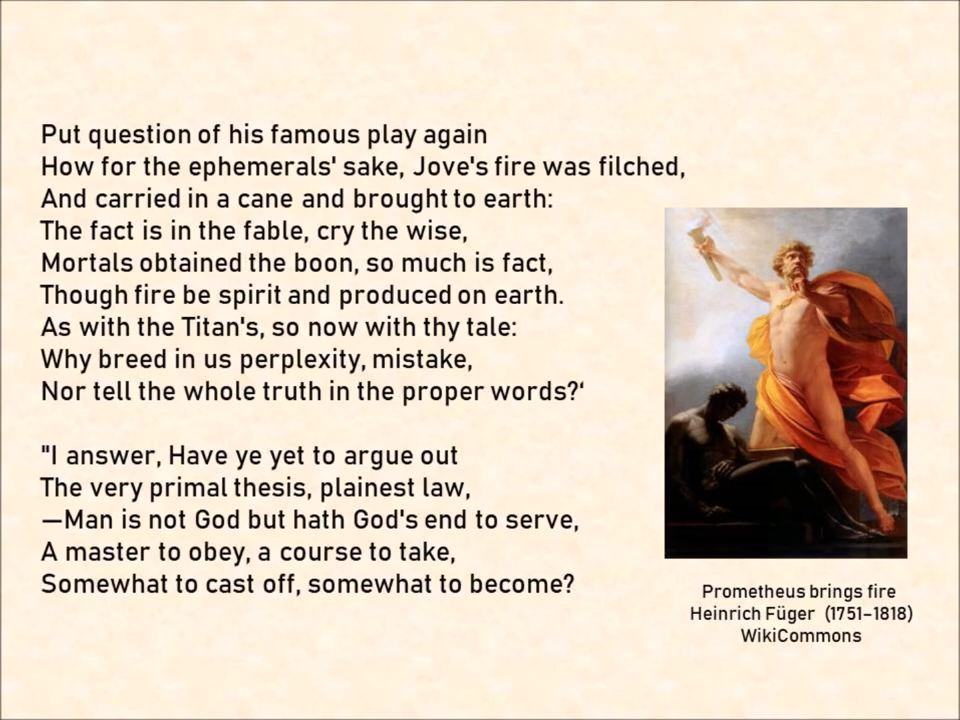 Put question of his famous play again
How for the ephemerals' sake, Jove's fire was filched,
And carried in a cane and brought to earth:
The fact is in the fable, cry the wise,
Mortals obtained the boon, so much is fact,
Though fire be spirit and produced on earth.
As with the Titan's, so now with thy tale:
Why breed in us perplexity, mistake,
Nor tell the whole truth in the proper words?‘
"I answer, Have ye yet to argue out
The very primal thesis, plainest law,
—Man is not God but hath God's end to serve,
A master to obey, a course to take,
Somewhat to cast off, somewhat to become?
Prometheus brings fire
Heinrich Füger (1751–1818)
WikiCommons